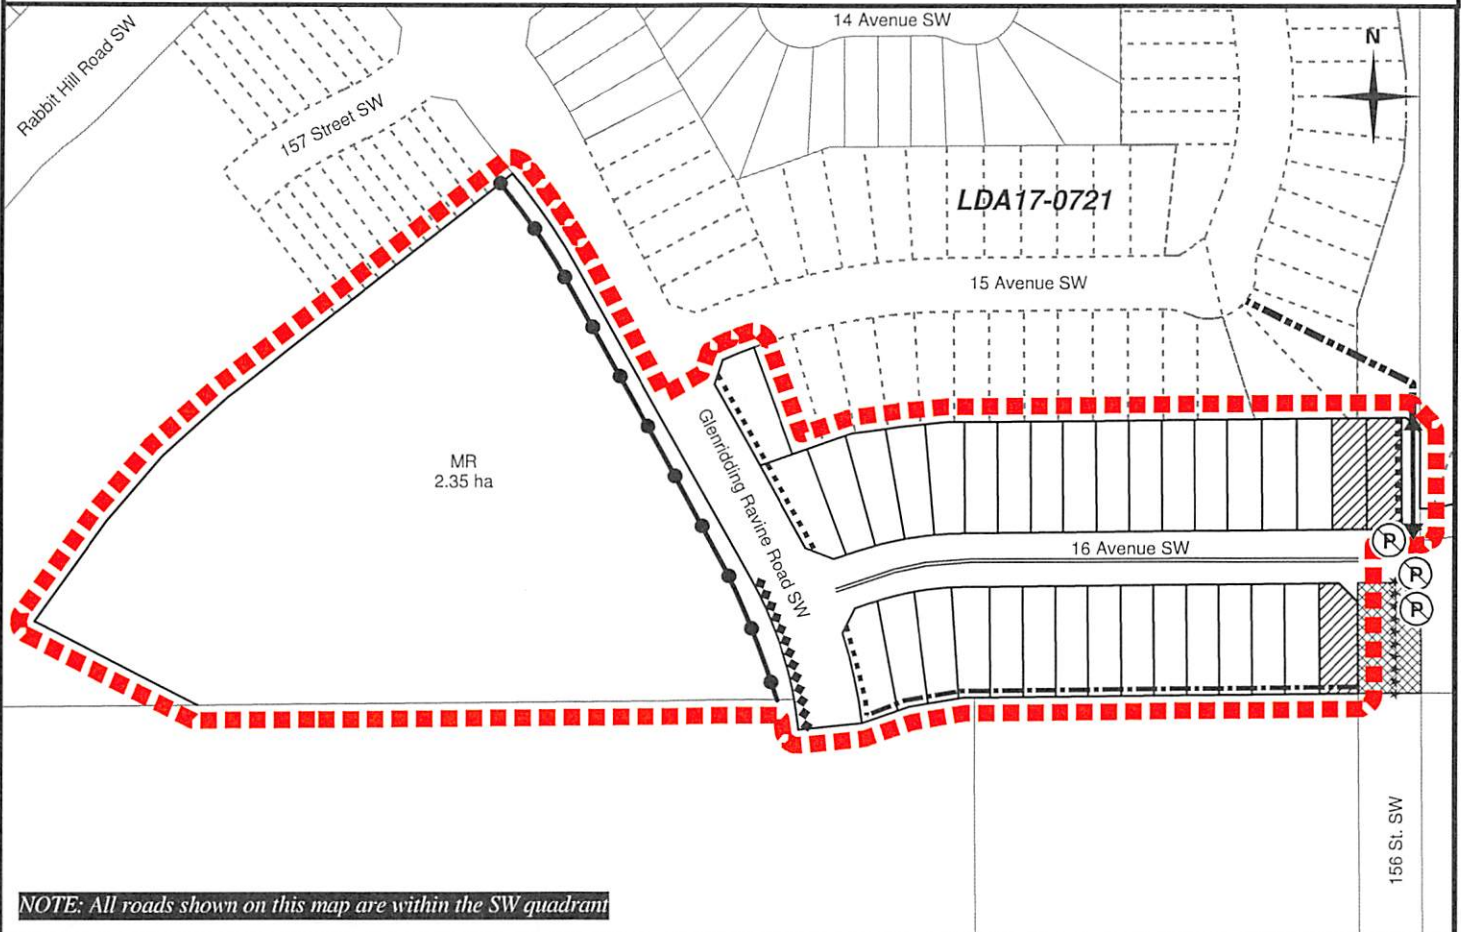 14 Avenue SW
Rabbit Hill Road SW
N
157 Street SW
LDA17-0721
15 Avenue SW
MR
2.35 ha
Glenridding Ravine Road SW
16 Avenue SW
P
P
P
156 St. SW
NOTE: All roads shown on this map are within the SW quadrant